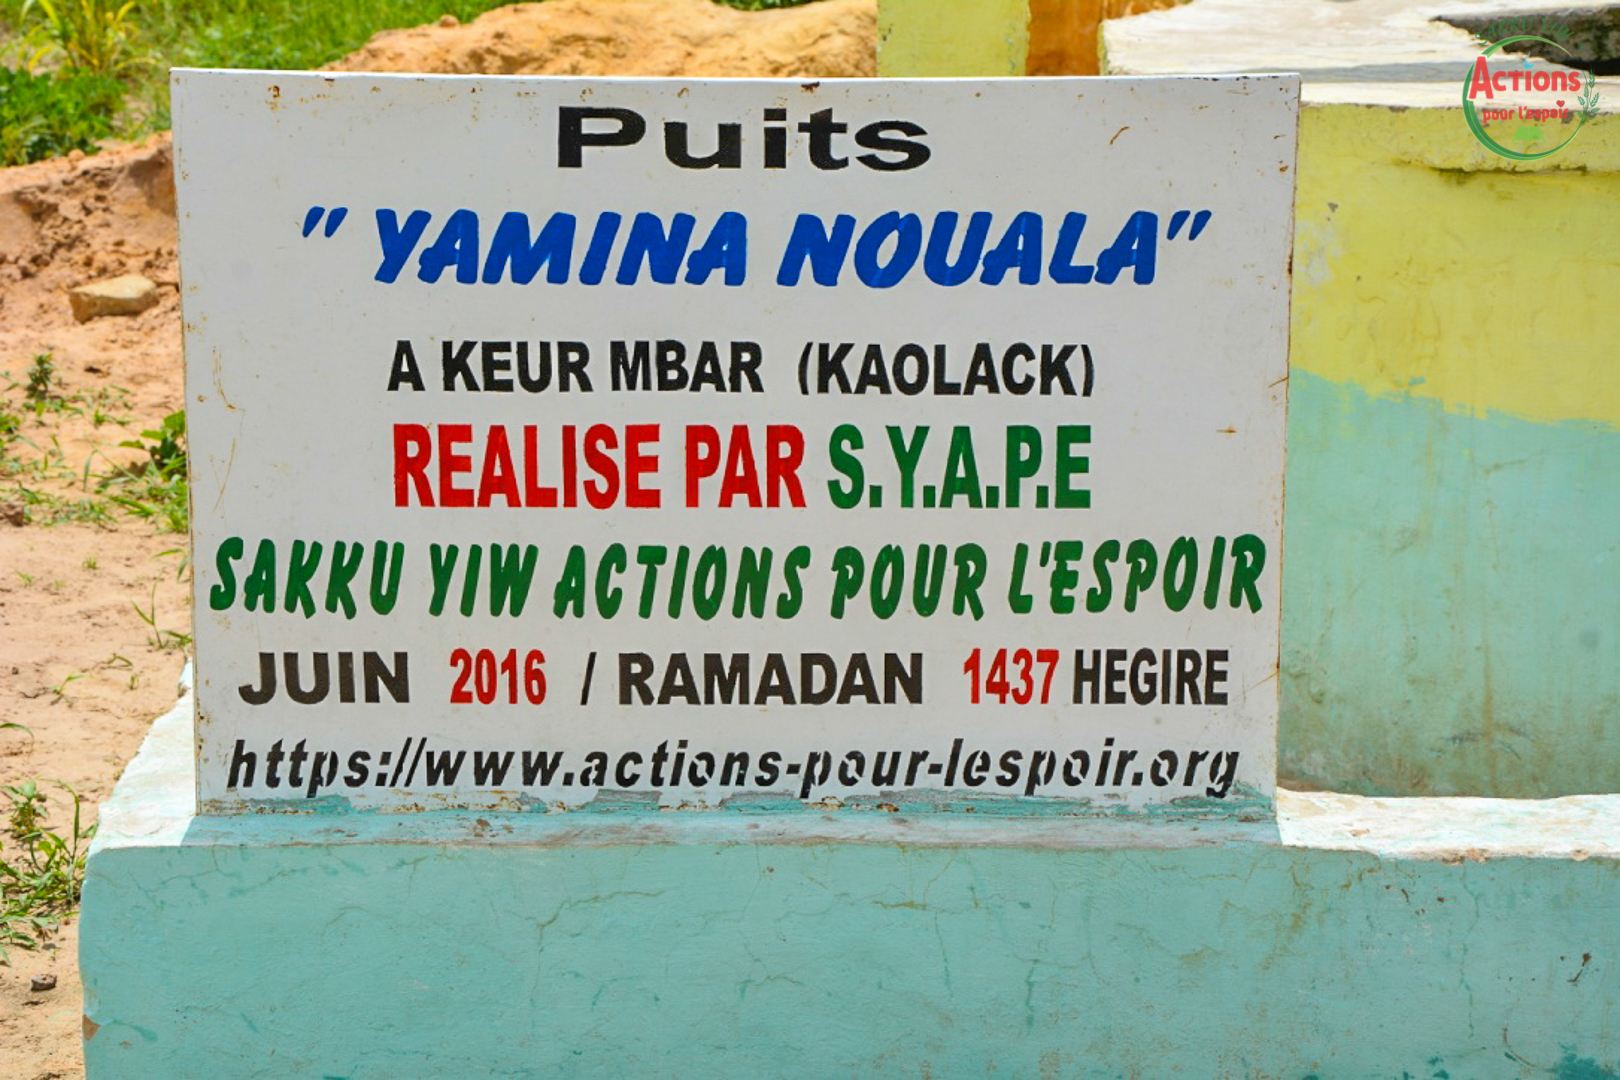 Puits
" YAMINA NOUALA"
A KEUR MBAR (KAOLACK)
REALISE PAR S.Y.A.P.E
SAKKU YIW ACTIONS POUR L'ESPOIR
JUIN 2016 / RAMADAN 1437 HEGIRE
https://www.actions-pour-lespoir.org
ACTIONS
pour l'espoir